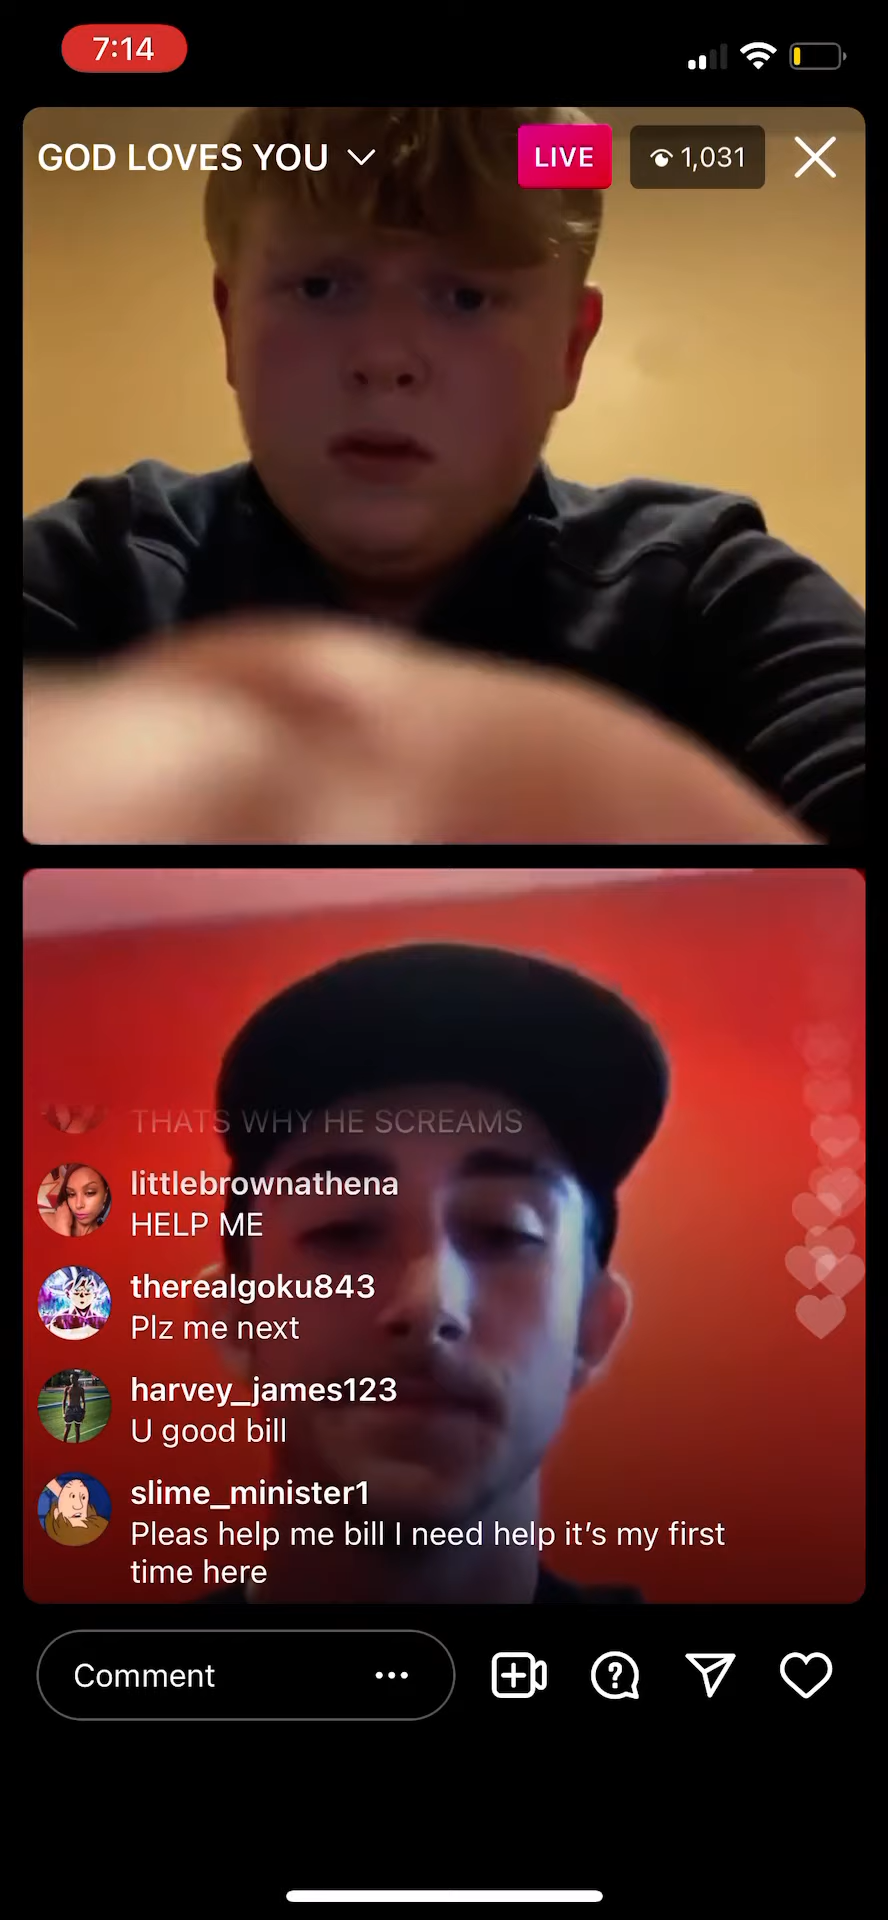 7:14
GOD LOVES YOU
LIVE
1,031
THATS WHY HE SCREAMS
littlebrownathena
HELP ME
therealgoku843
Plz me next
harvey_james123
U good bill
slime_minister1
Pleas help me bill I need help it's my first
time here
Comment